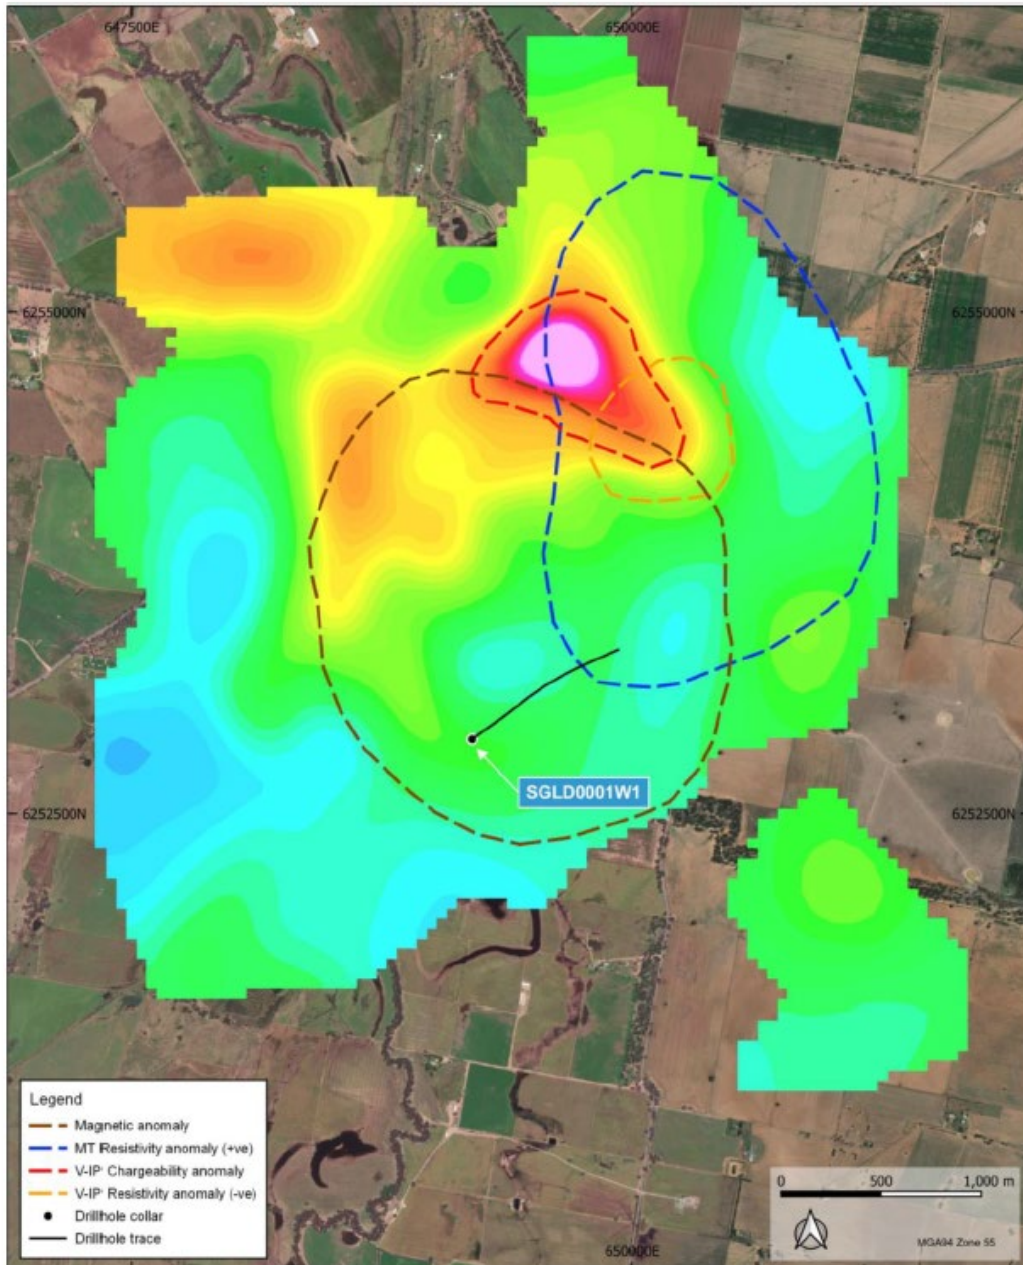 647500E
650000E
6255000N
6255000N
SGLD0001W1
6252500N
6252500N
Legend
Magnetic anomaly
MT Resistivity anomaly (+ve)
V-IP Chargeability anomaly
V-IP Resistivity anomaly (-ve)
Drillhole collar
Drillhole trace
0 500 1,000 m
MGA94 Zone 55
650000E